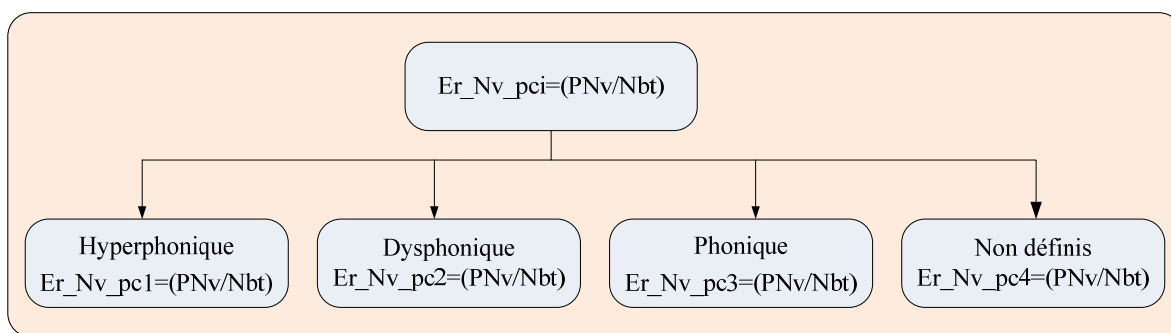 Er_Nv_pci=(PNv/Nbt)
Hyperphonique
Er_Nv_pc1=(PNv/Nbt)
Dysphonique
Er_Nv_pc2=(PNv/Nbt)
Phonique
Er_Nv_pc3=(PNv/Nbt)
Non définis
Er_Nv_pc4=(PNv/Nbt)